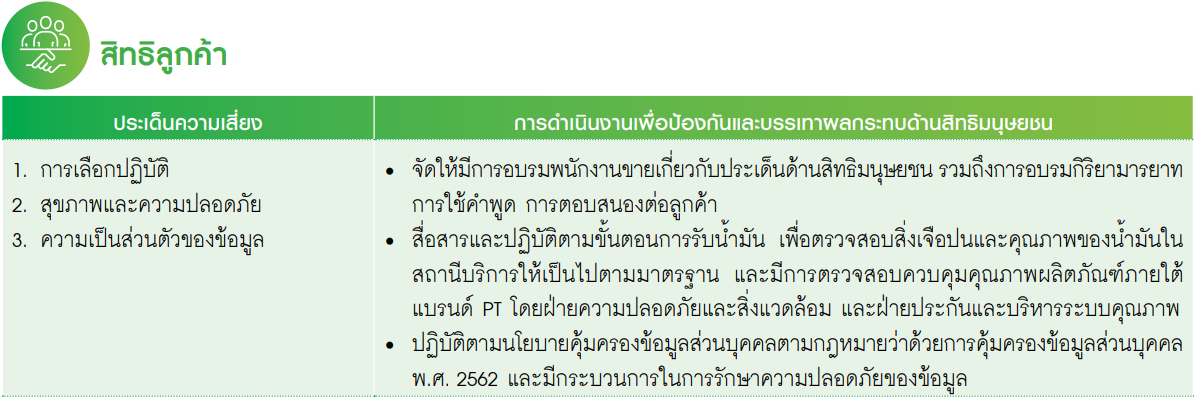 สิทธิลูกค้า
ประเด็นความเสี่ยง
การดำเนินงานเพื่อป้องกันและบรรเทาผลกระทบด้านสิทธิมนุษยชน
1. การเลือกปฏิบัติ
2. สุขภาพและความปลอดภัย
3. ความเป็นส่วนตัวของข้อมูล
• จัดให้มีการอบรมพนักงานขายเกี่ยวกับประเด็นด้านสิทธิมนุษยชน รวมถึงการอบรมกิริยามารยาท
การใช้คำพูด การตอบสนองต่อลูกค้า
• สื่อสารและปฏิบัติตามขั้นตอนการรับน้ำมัน เพื่อตรวจสอบสิ่งเจือปนและคุณภาพของน้ำมันใน
สถานีบริการให้เป็นไปตามมาตรฐาน และมีการตรวจสอบควบคุมคุณภาพผลิตภัณฑ์ภายใต้
แบรนด์ PT โดยฝ่ายความปลอดภัยและสิ่งแวดล้อม และฝ่ายประกันและบริหารระบบคุณภาพ
• ปฏิบัติตามนโยบายคุ้มครองข้อมูลส่วนบุคคลตามกฎหมายว่าด้วยการคุ้มครองข้อมูลส่วนบุคคล
พ.ศ. 2562 และมีกระบวนการในการรักษาความปลอดภัยของข้อมูล